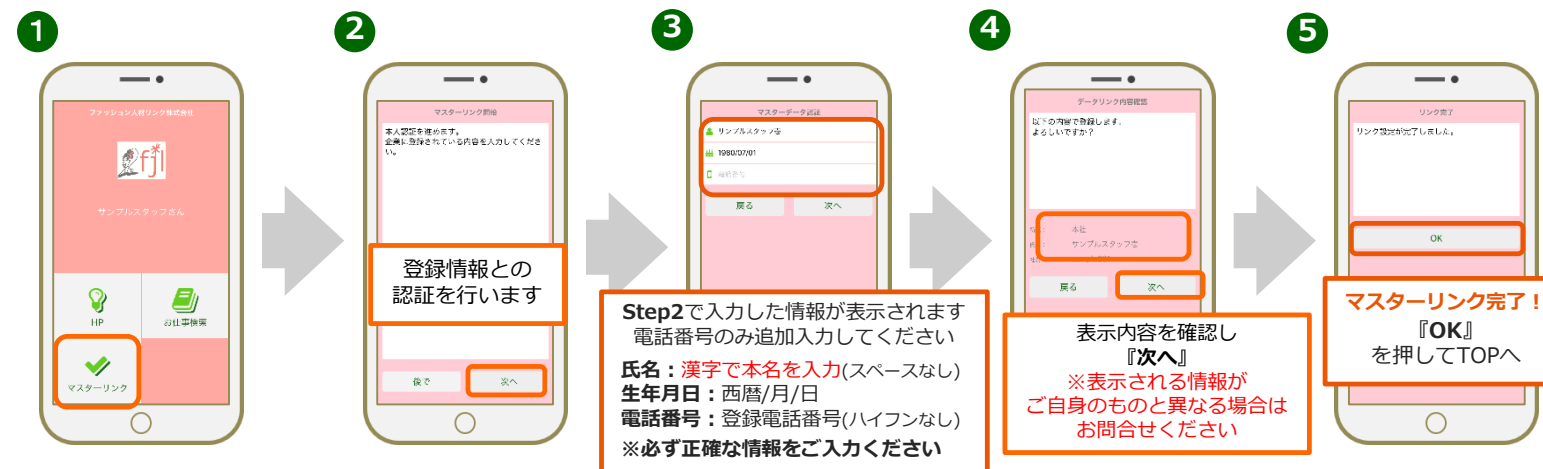 1
ファッション人材リンク株式会社
fjl
サンプルスタッフさん
HP
お仕事検索
マスターリンク
2
マスターリンク開始
本人認証を進めます。
企業に登録されている内容を入力してくださ
い。
登録情報との
認証を行います
後で
次へ
3
マスターデータ認証
サンプルスタッフ壱
1980/07/01
電話番号
戻る
次へ
Step2で入力した情報が表示されます
電話番号のみ追加入力してください
氏名：漢字で本名を入力(スペースなし)
生年月日：西暦/月/日
電話番号：登録電話番号(ハイフンなし)
※必ず正確な情報をご入力ください
4
データリンク内容確認
以下の内容で登録します。
よろしいですか？
本社
サンプルスタッフ壱
戻る
次へ
表示内容を確認し
『次へ』
※表示される情報が
ご自身のものと異なる場合は
お問合せください
5
リンク完了
リンク設定が完了しました。
OK
マスターリンク完了！
『OK』
を押してTOPへ